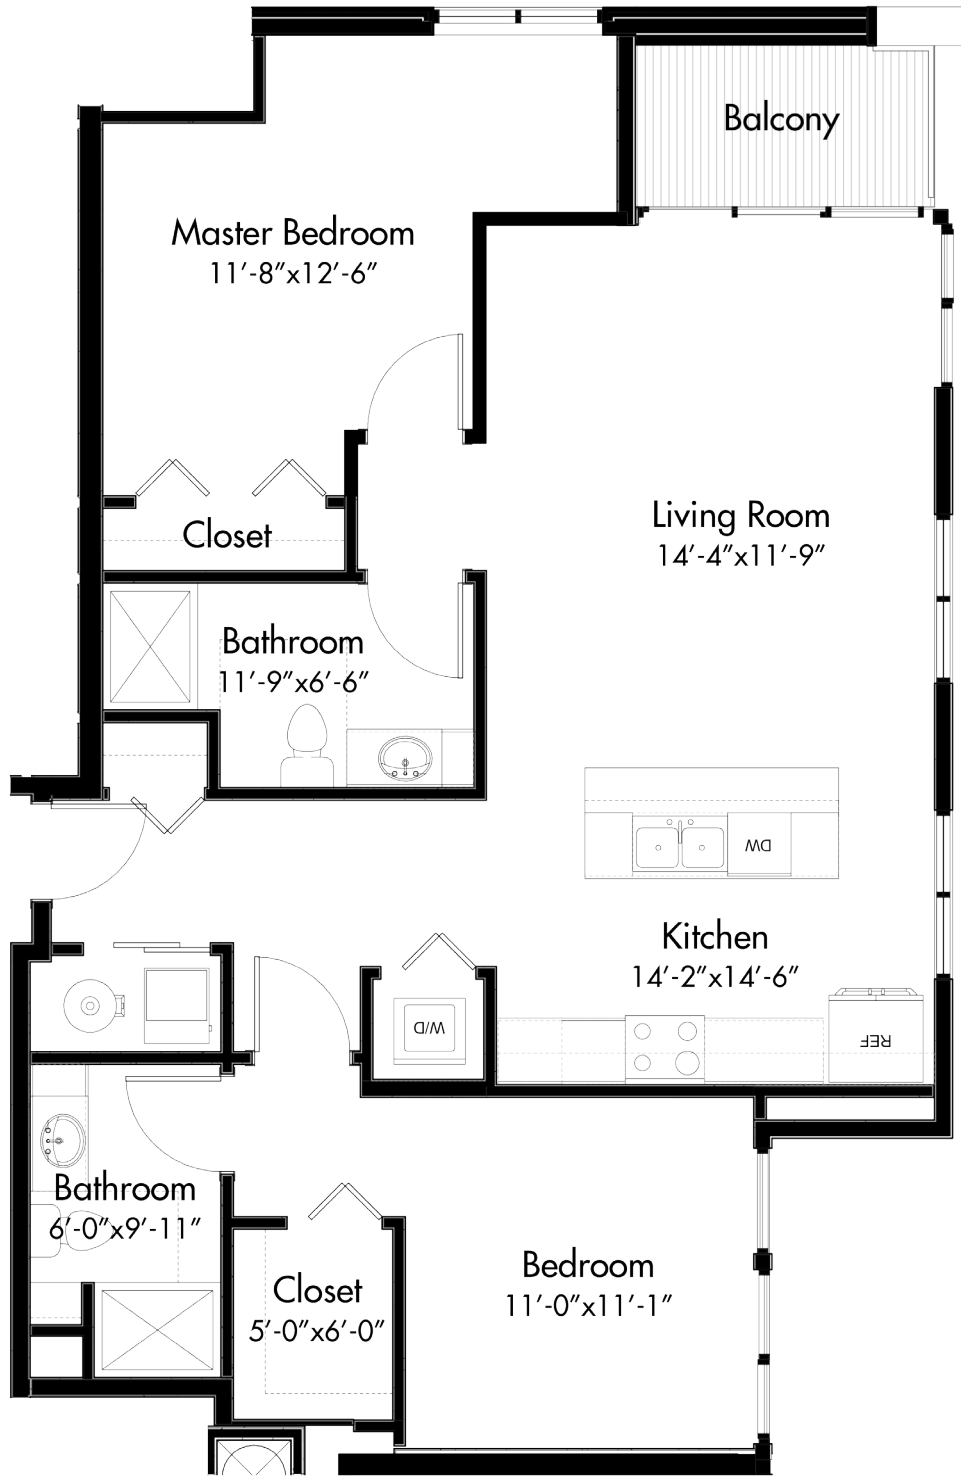 Balcony
Master Bedroom
11'-8"x12'-6"
Living Room
14'-4"x11'-9"
Closet
Bathroom
11'-9"x6'-6"
DW
Kitchen
14'-2"x14'-6"
W/D
REF
Bathroom
6'-0"x9'-11"
Bedroom
11'-0"x11'-1"
Closet
5'-0"x6'-0"